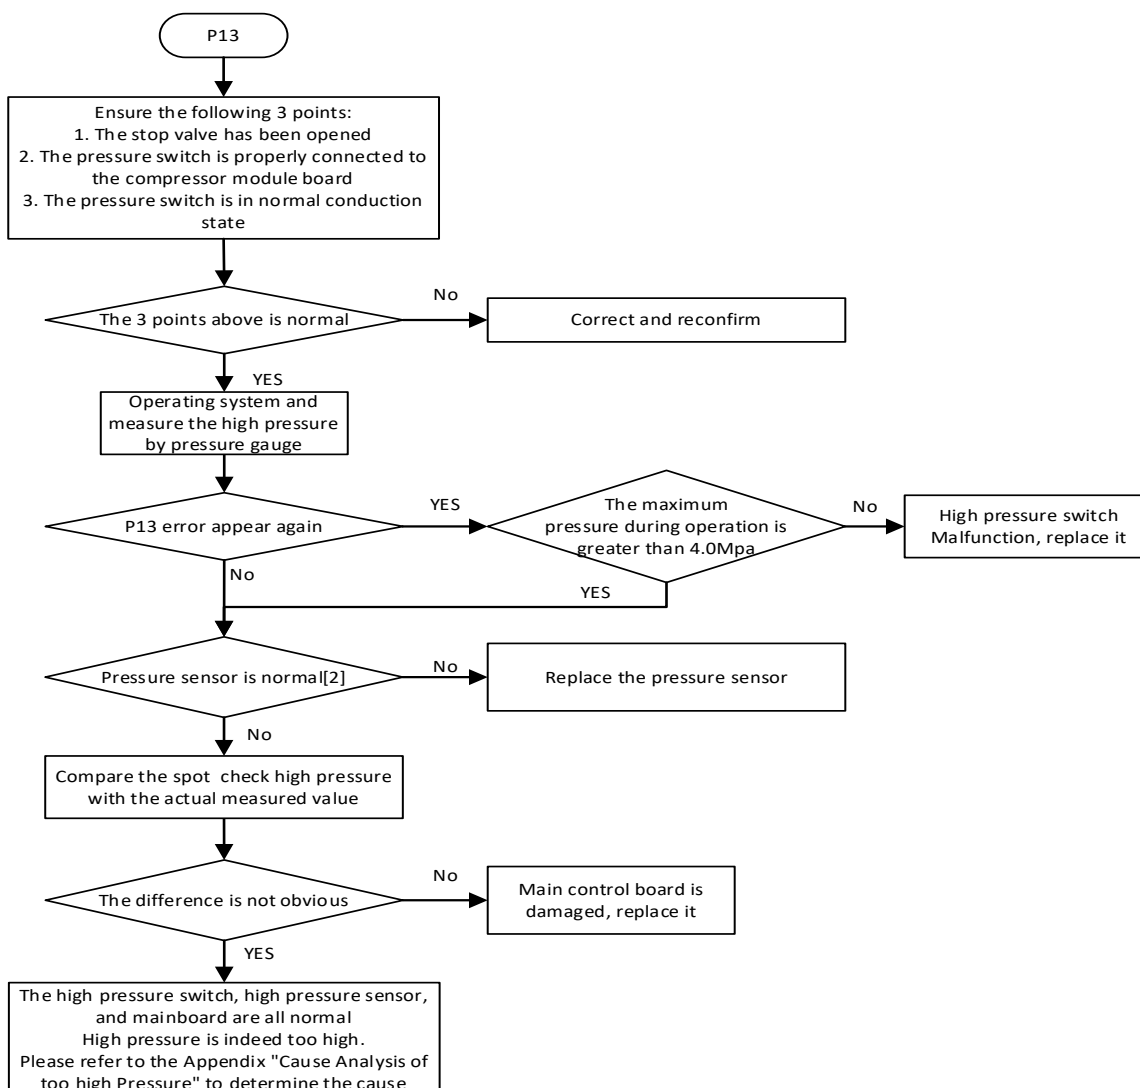 P13
Ensure the following 3 points:
1. The stop valve has been opened
2. The pressure switch is properly connected to
the compressor module board
3. The pressure switch is in normal conduction
state
The 3 points above is normal
No
Correct and reconfirm
YES
Operating system and
measure the high pressure
by pressure gauge
P13 error appear again
YES
The maximum
pressure during operation is
greater than 4.0Mpa
No
High pressure switch
Malfunction, replace it
No
YES
Pressure sensor is normal[2]
No
Replace the pressure sensor
No
Compare the spot check high pressure
with the actual measured value
The difference is not obvious
No
Main control board is
damaged, replace it
YES
The high pressure switch, high pressure sensor,
and mainboard are all normal
High pressure is indeed too high.
Please refer to the Appendix "Cause Analysis of
too high Pressure" to determine the cause